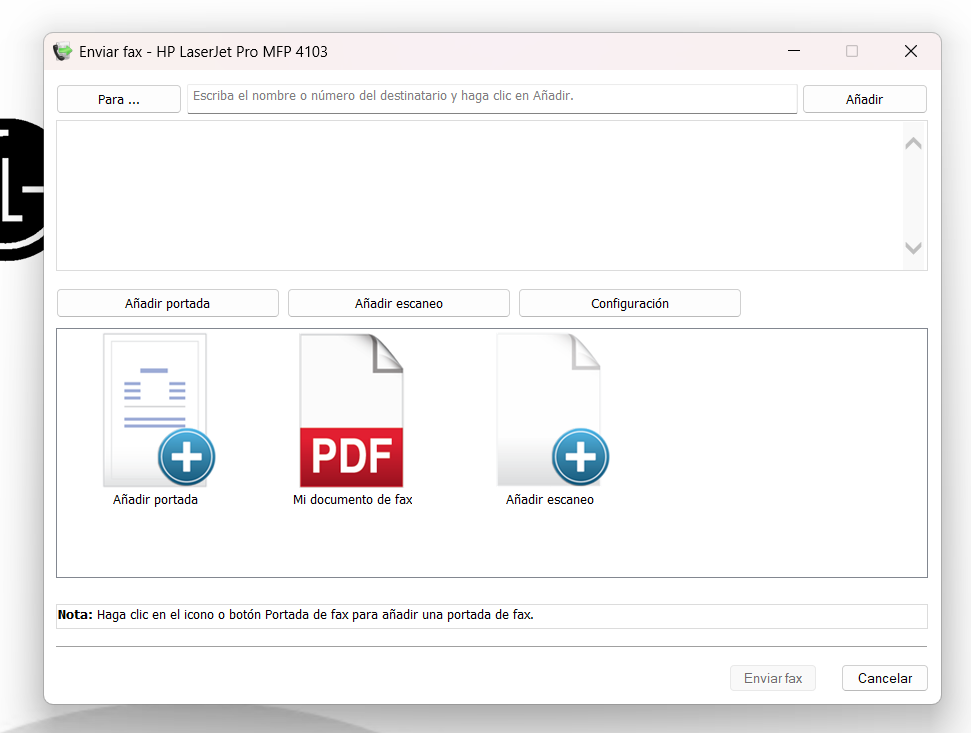 Enviar fax - HP LaserJet Pro MFP 4103
Para ...
Escriba el nombre o número del destinatario y haga clic en Añadir.
Añadir
Añadir portada
Añadir escaneo
Configuración
PDF
Añadir portada
Mi documento de fax
Añadir escaneo
Nota: Haga clic en el icono o botón Portada de fax para añadir una portada de fax.
Enviar fax
Cancelar